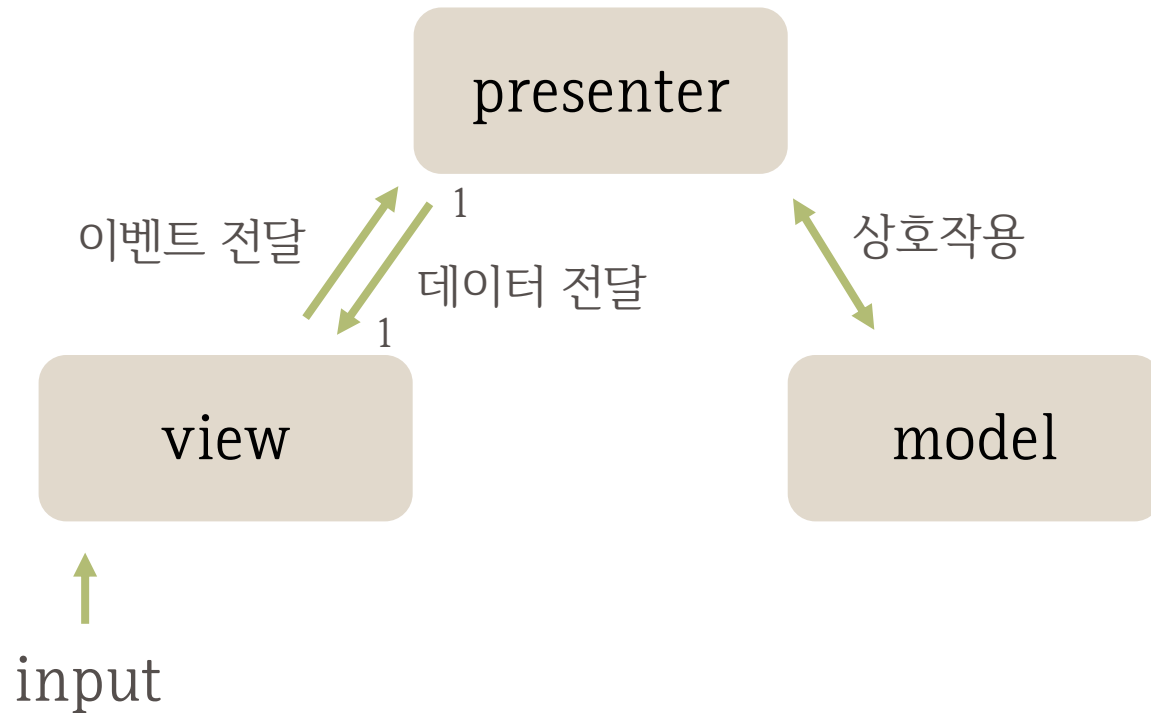 presenter
1
이벤트 전달
상호작용
데이터 전달
1
view
model
input